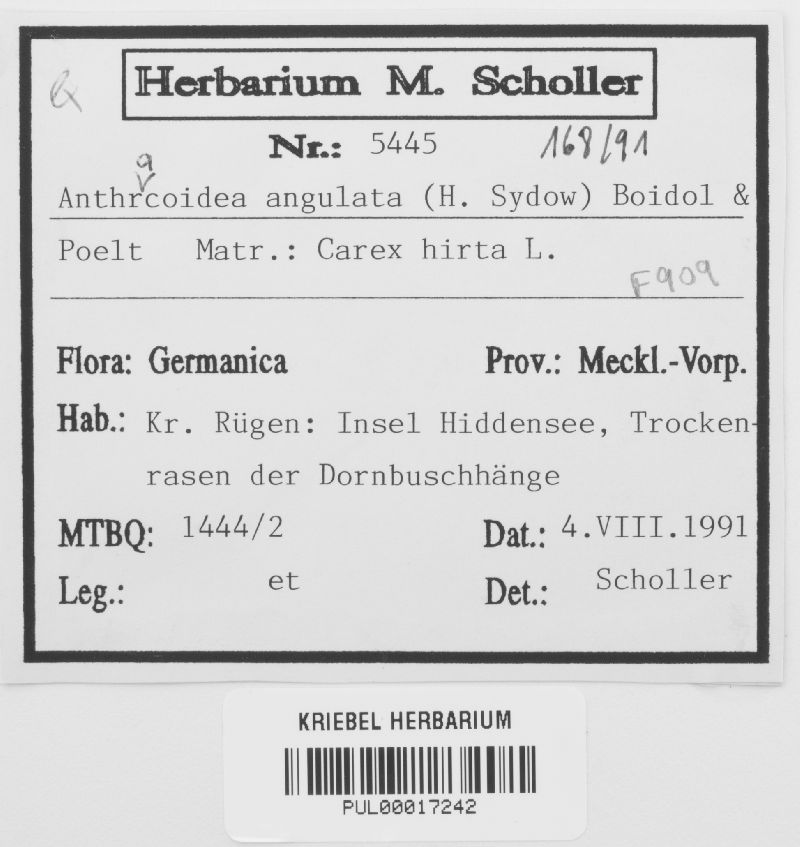 Herbarium M. Scholler
Nr.: 5445 168/91
a
Anthrcoidea angulata (H. Sydow) Boidol &
Poelt Matr.: Carex hirta L.
F909
Flora: Germanica Prov.: Meckl.-Vorp.
Hab.: Kr. Rügen: Insel Hiddensee, Trocken-
rasen der Dornbuschhänge
MTBQ: 1444/2 Dat.: 4.VIII.1991
Leg.: et Det.: Scholler
KRIEBEL HERBARIUM
PUL00017242